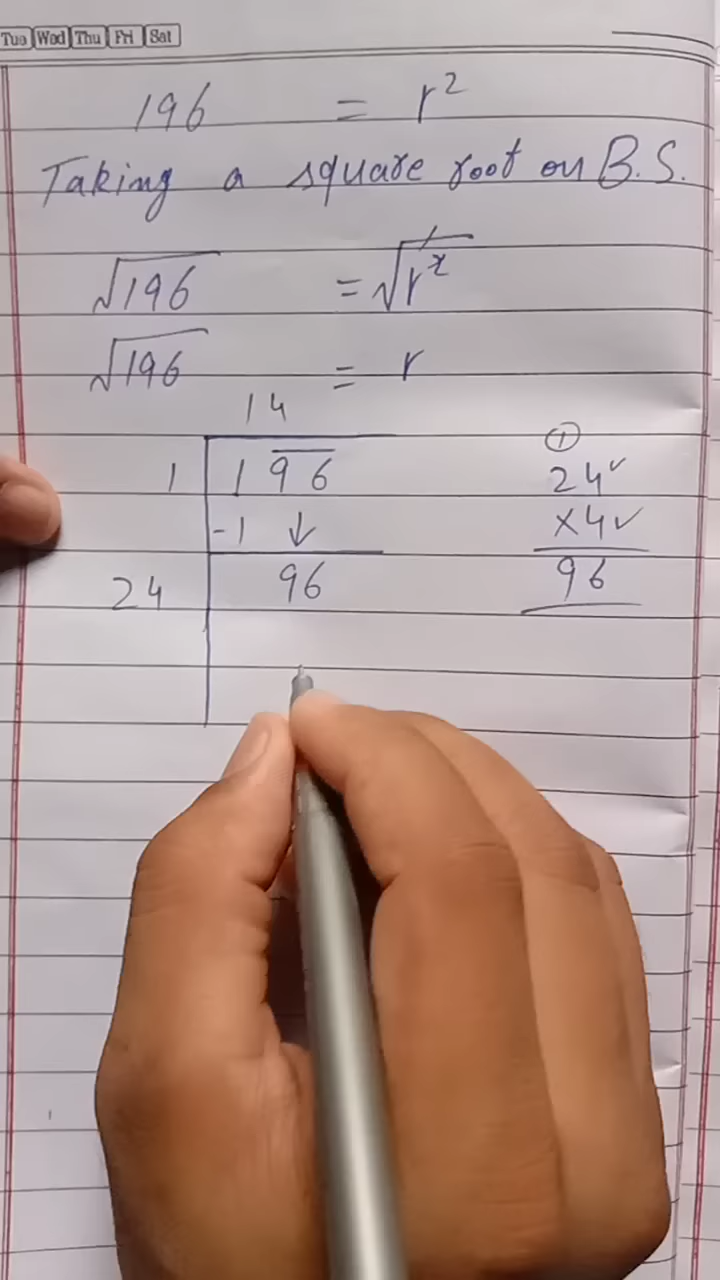 Tue Wed Thu Fri Sat
196 = r²
Taking a square root on B.S.
√196 = √r²
√196 = r
14
1 196 ① 24✓
-1 ↓ ×4✓
24 96 96